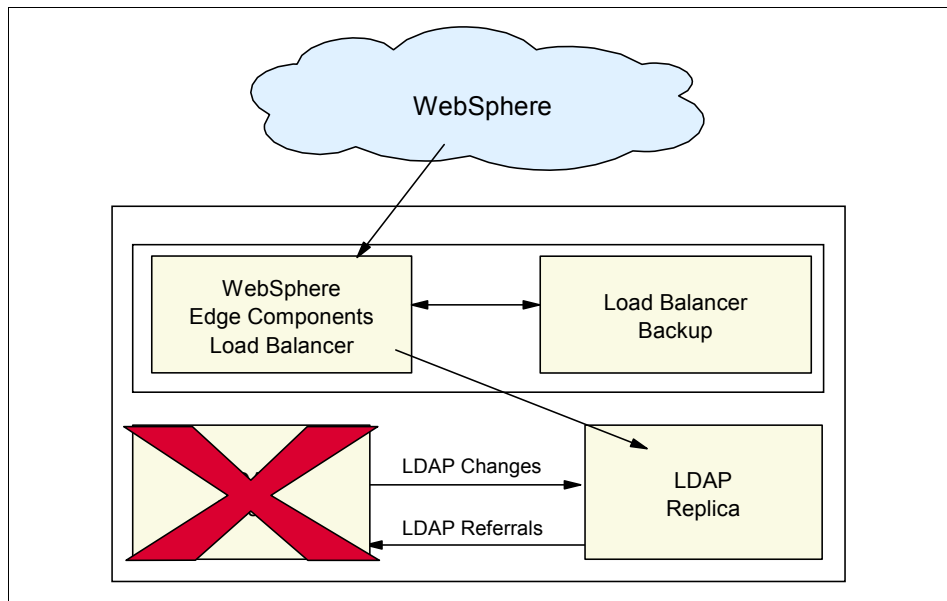 WebSphere
WebSphere
Edge Components
Load Balancer
Load Balancer
Backup
LDAP Changes
LDAP Referrals
LDAP
Replica